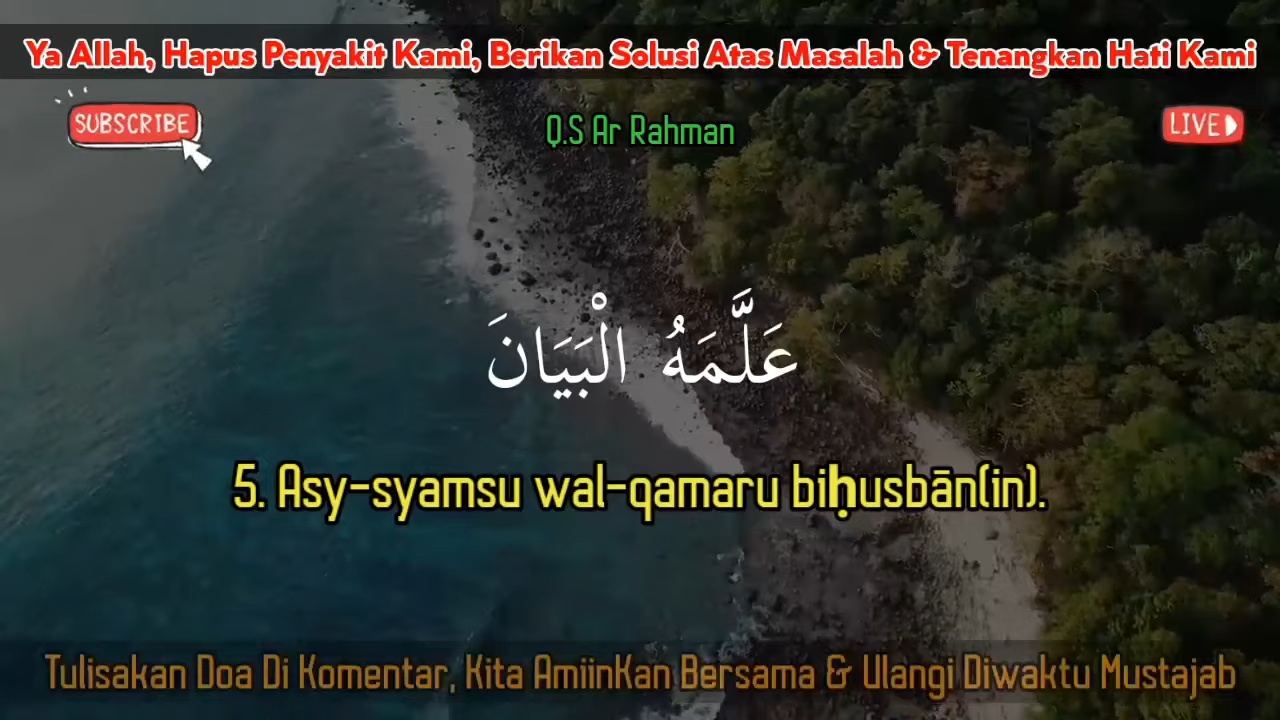 Ya Allah, Hapus Penyakit Kami, Berikan Solusi Atas Masalah & Tenangkan Hati Kami
SUBSCRIBE
LIVE
Q.S Ar Rahman
عَلَّمَهُ الْبَيَانَ
5. Asy-syamsu wal-qamaru biḥusbān(in).
Tulisakan Doa Di Komentar, Kita AmiinKan Bersama & Ulangi Diwaktu Mustajab